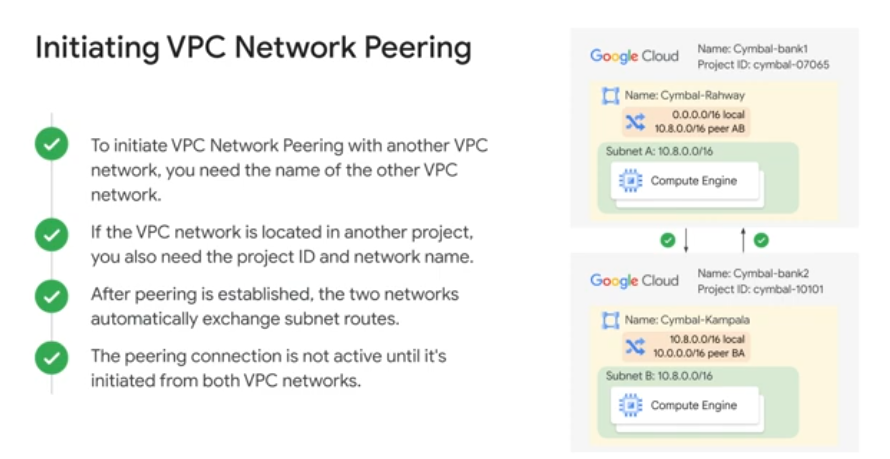 Initiating VPC Network Peering
To initiate VPC Network Peering with another VPC
network, you need the name of the other VPC
network.
If the VPC network is located in another project,
you also need the project ID and network name.
After peering is established, the two networks
automatically exchange subnet routes.
The peering connection is not active until it's
initiated from both VPC networks.
Google Cloud
Name: Cymbal-bank1
Project ID: cymbal-07065
Name: Cymbal-Rahway
0.0.0.0/16 local
10.8.0.0/16 peer AB
Subnet A: 10.8.0.0/16
Compute Engine
Google Cloud
Name: Cymbal-bank2
Project ID: cymbal-10101
Name: Cymbal-Kampala
10.8.0.0/16 local
10.0.0.0/16 peer BA
Subnet B: 10.8.0.0/16
Compute Engine